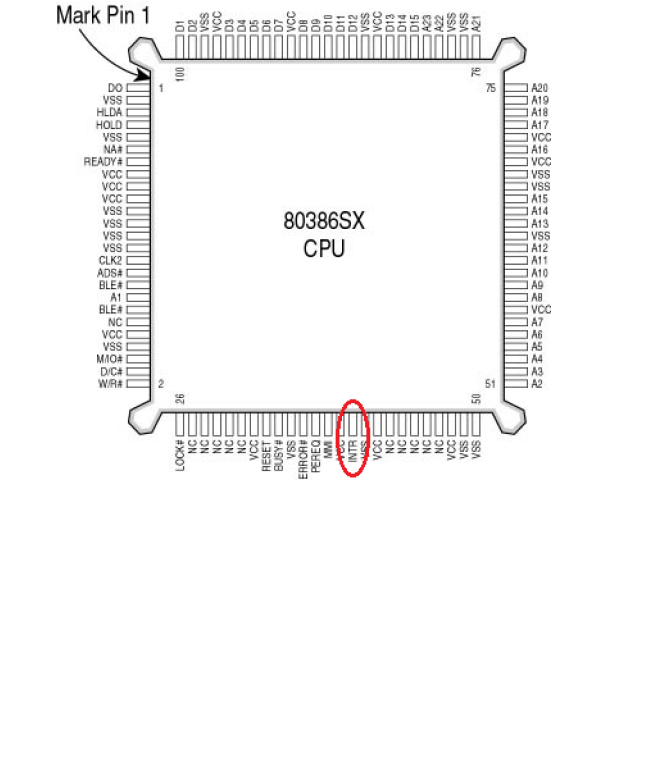 Mark Pin 1
D1
D2
VSS
VCC
D3
D4
D5
D6
D7
VCC
D8
D9
D10
D11
D12
VSS
VCC
D13
D14
D15
A23
A22
VSS
VSS
A21
100
76
1
75
DO
VSS
HLDA
HOLD
VSS
NA#
READY#
VCC
VCC
VCC
VSS
VSS
VSS
VSS
CLK2
ADS#
BLE#
A1
BLE#
NC
VCC
VSS
M/IO#
D/C#
W/R#
80386SX
CPU
A20
A19
A18
A17
VCC
A16
VCC
VSS
VSS
A15
A14
A13
VSS
A12
A11
A10
A9
A8
VCC
A7
A6
A5
A4
A3
A2
2
51
26
50
LOCK#
NC
NC
NC
NC
NC
VCC
RESET
BUSY#
VSS
ERROR#
PEREQ
MMI
VCC
INTR
VSS
VCC
NC
NC
NC
NC
NC
VCC
VSS
VSS